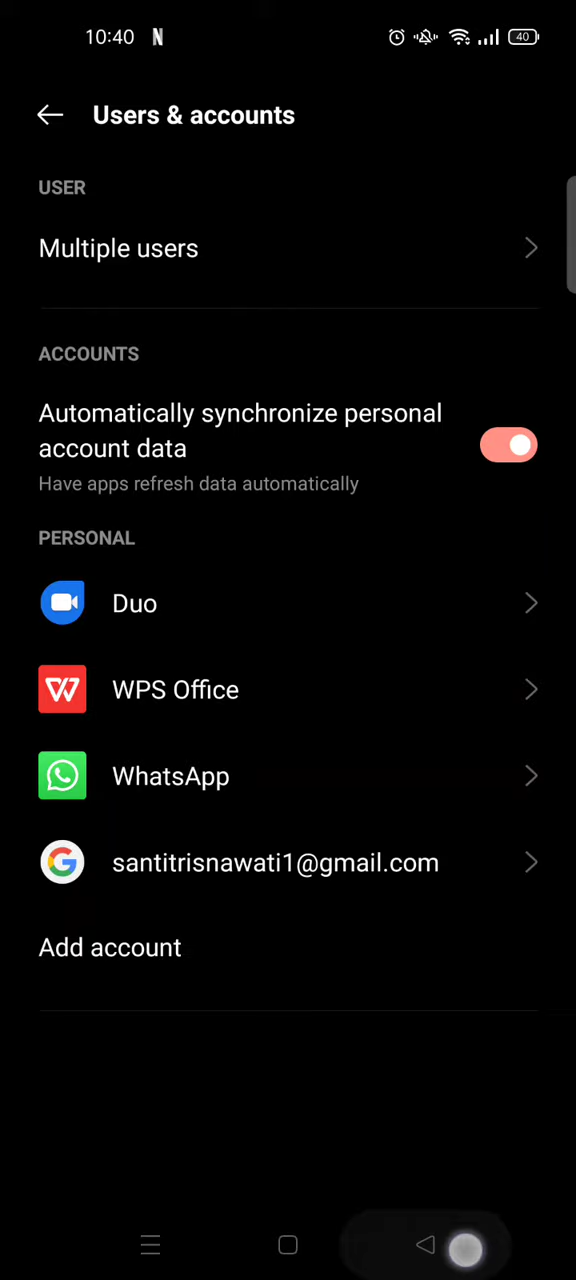 10:40 N 40
Users & accounts
USER
Multiple users
ACCOUNTS
Automatically synchronize personal
account data
Have apps refresh data automatically
PERSONAL
Duo
WPS Office
WhatsApp
santitrisnawati1@gmail.com
Add account